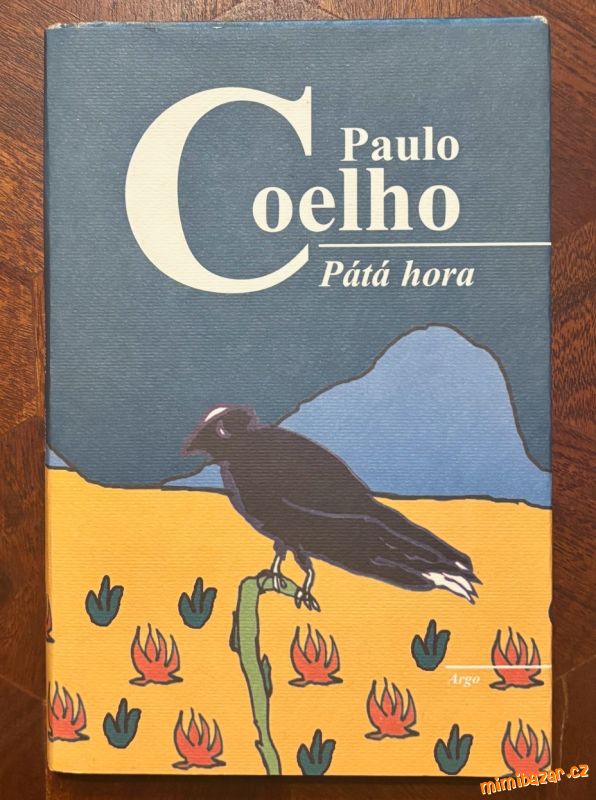 Paulo
Coelho
Pátá hora
Argo
mimibazar.cz